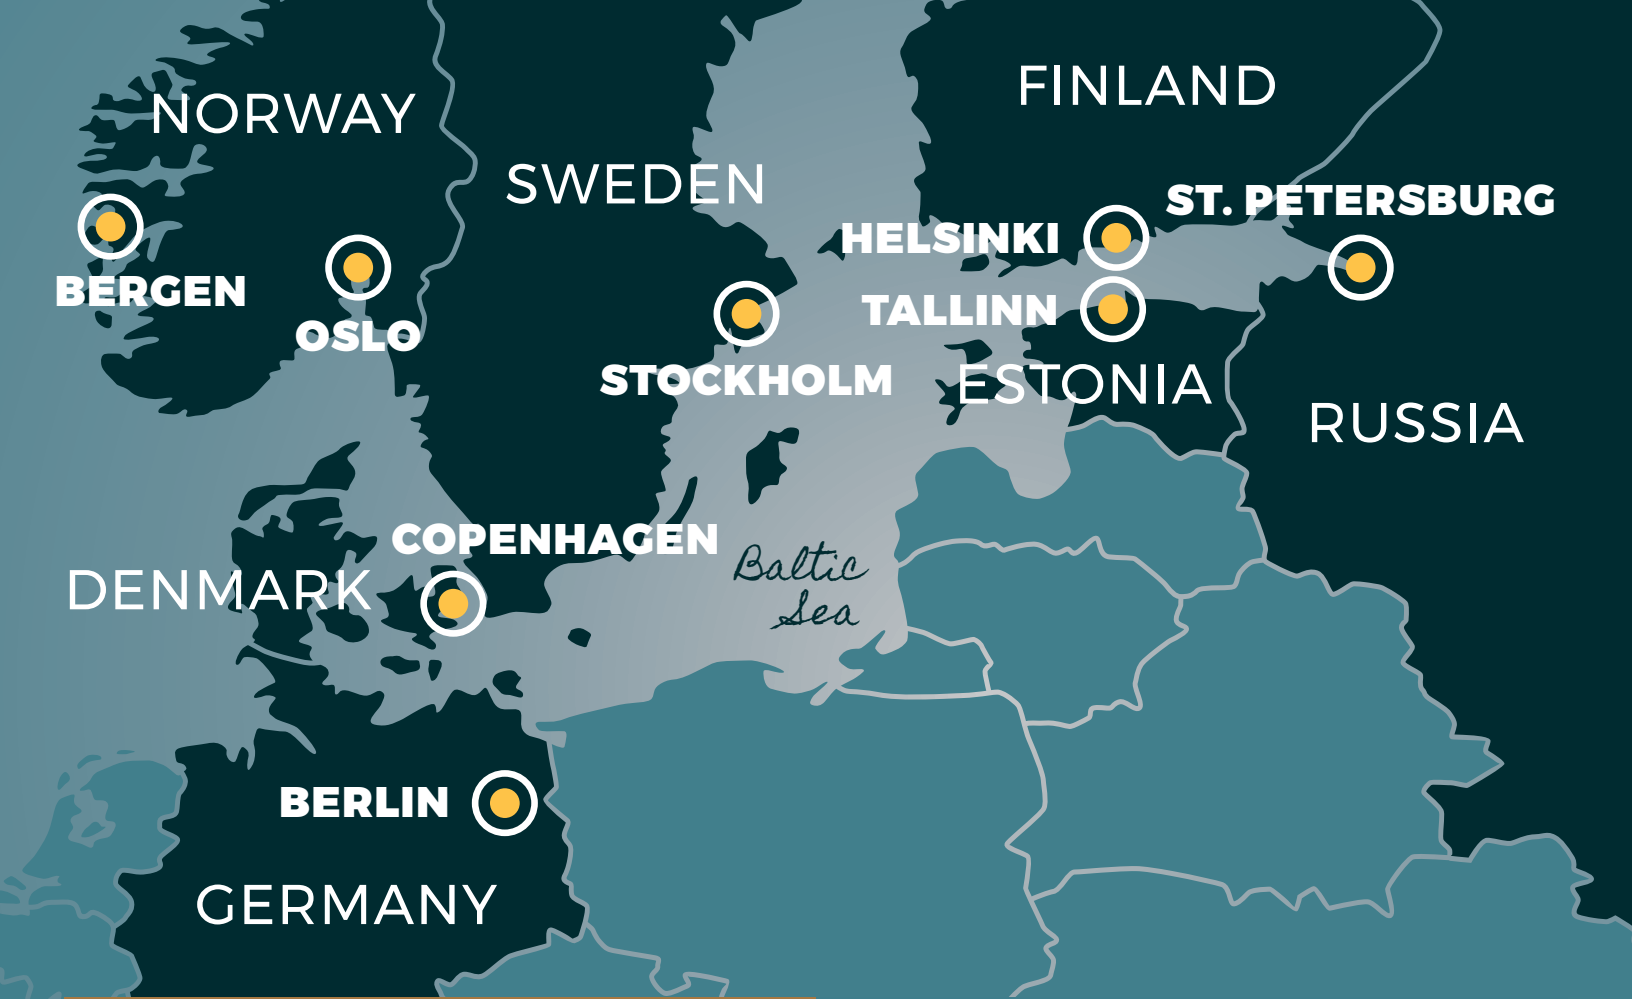 NORWAY
FINLAND
SWEDEN
ST. PETERSBURG
HELSINKI
BERGEN
TALLINN
OSLO
STOCKHOLM
ESTONIA
RUSSIA
COPENHAGEN
Baltic
Sea
DENMARK
BERLIN
GERMANY